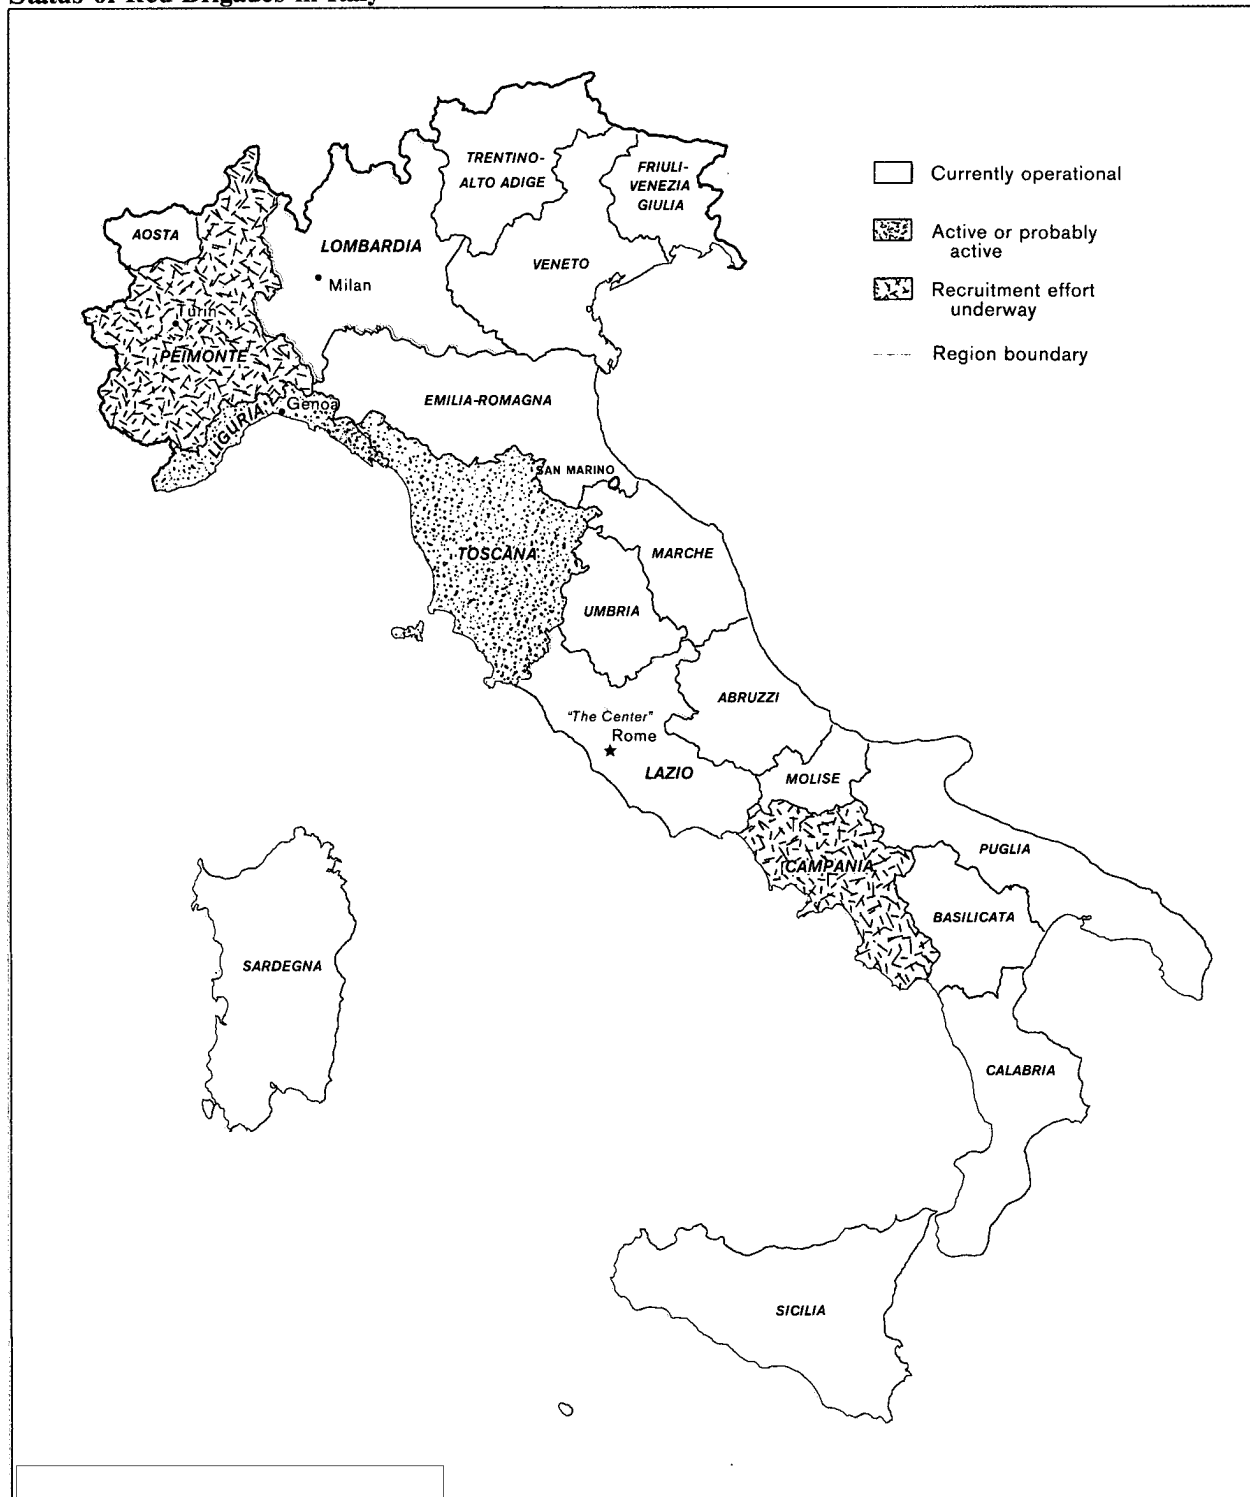 Status of Red Brigades in Italy
TRENTINO-
ALTO ADIGE
FRIULI-
VENEZIA
GIULIA
Currently operational
AOSTA
LOMBARDIA
Active or probably
active
VENETO
Milan
Recruitment effort
underway
Turin
PEIMONTE
Region boundary
EMILIA-ROMAGNA
Genoa
LIGURIA
SAN MARINO
TOSCANA
MARCHE
UMBRIA
ABRUZZI
"The Center"
Rome
LAZIO
MOLISE
PUGLIA
CAMPANIA
BASILICATA
SARDEGNA
CALABRIA
SICILIA